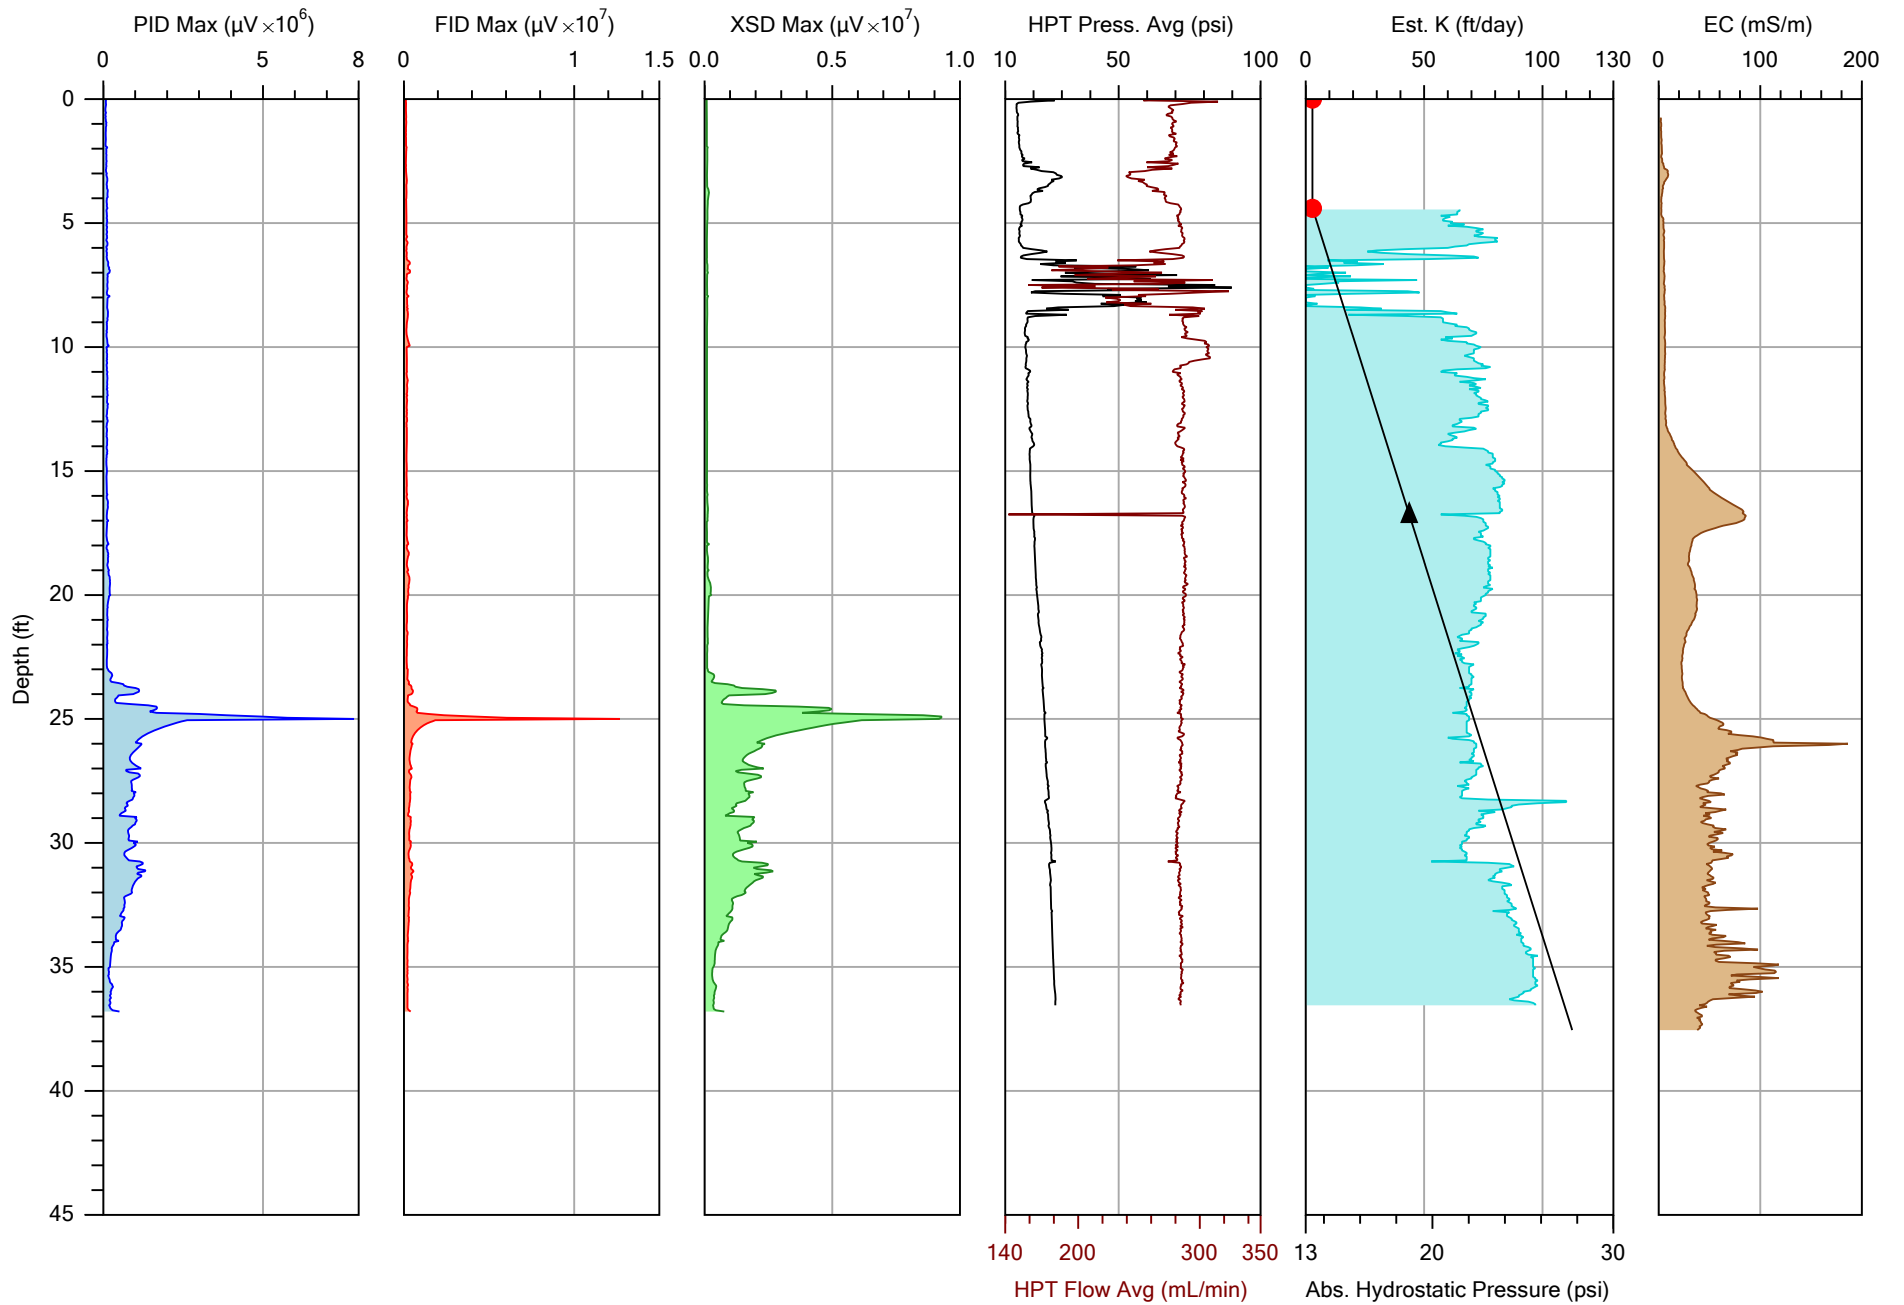 PID Max (µV ×10⁶)
FID Max (µV ×10⁷)
XSD Max (µV ×10⁷)
HPT Press. Avg (psi)
Est. K (ft/day)
EC (mS/m)
0 5 8
0 1 1.5
0.0 0.5 1.0
10 50 100
0 50 100 130
0 100 200
Depth (ft)
0
5
10
15
20
25
30
35
40
45
140 200 300 350
HPT Flow Avg (mL/min)
13 20 30
Abs. Hydrostatic Pressure (psi)